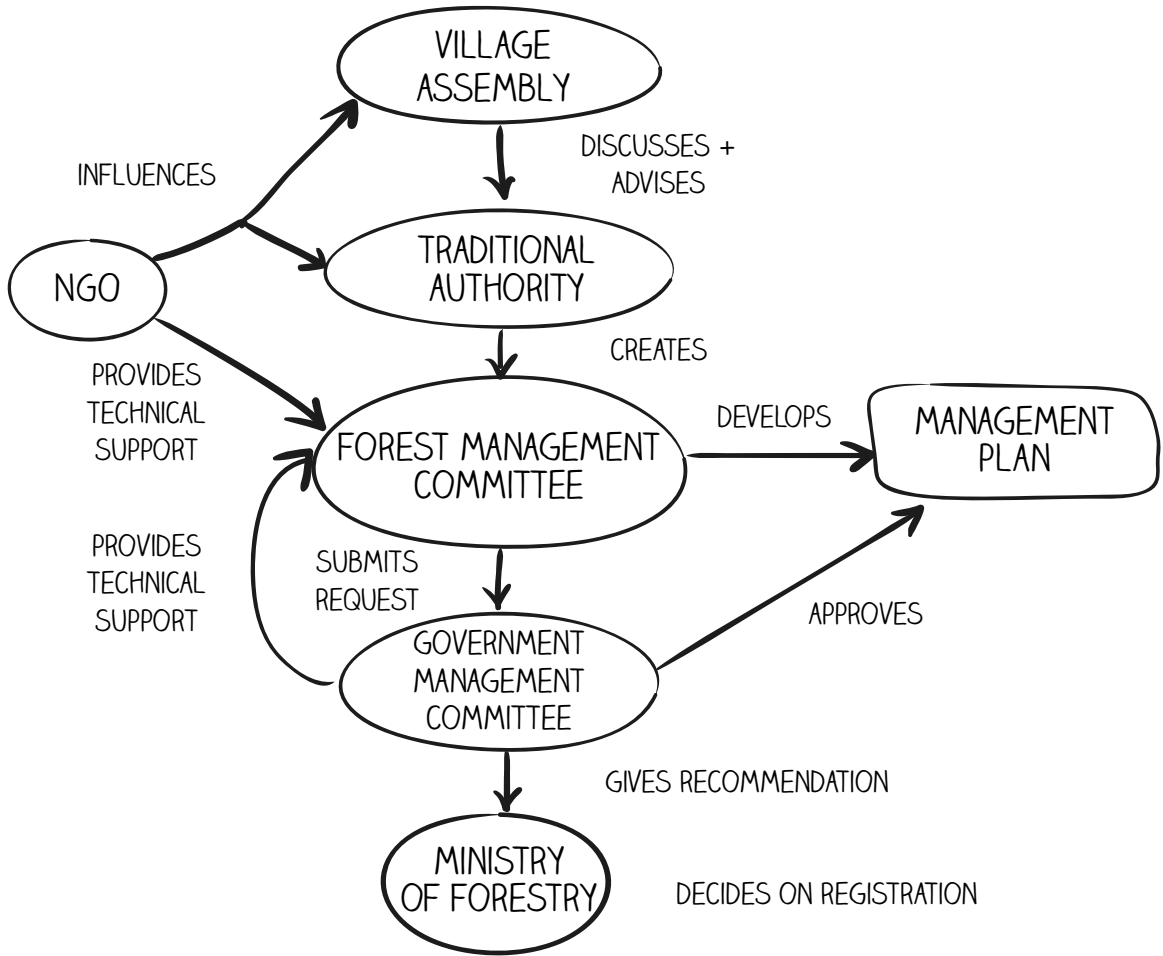 VILLAGE
ASSEMBLY
DISCUSSES +
ADVISES
INFLUENCES
TRADITIONAL
AUTHORITY
NGO
CREATES
PROVIDES
TECHNICAL
SUPPORT
FOREST MANAGEMENT
COMMITTEE
DEVELOPS
MANAGEMENT
PLAN
PROVIDES
TECHNICAL
SUPPORT
SUBMITS
REQUEST
APPROVES
GOVERNMENT
MANAGEMENT
COMMITTEE
GIVES RECOMMENDATION
MINISTRY
OF FORESTRY
DECIDES ON REGISTRATION